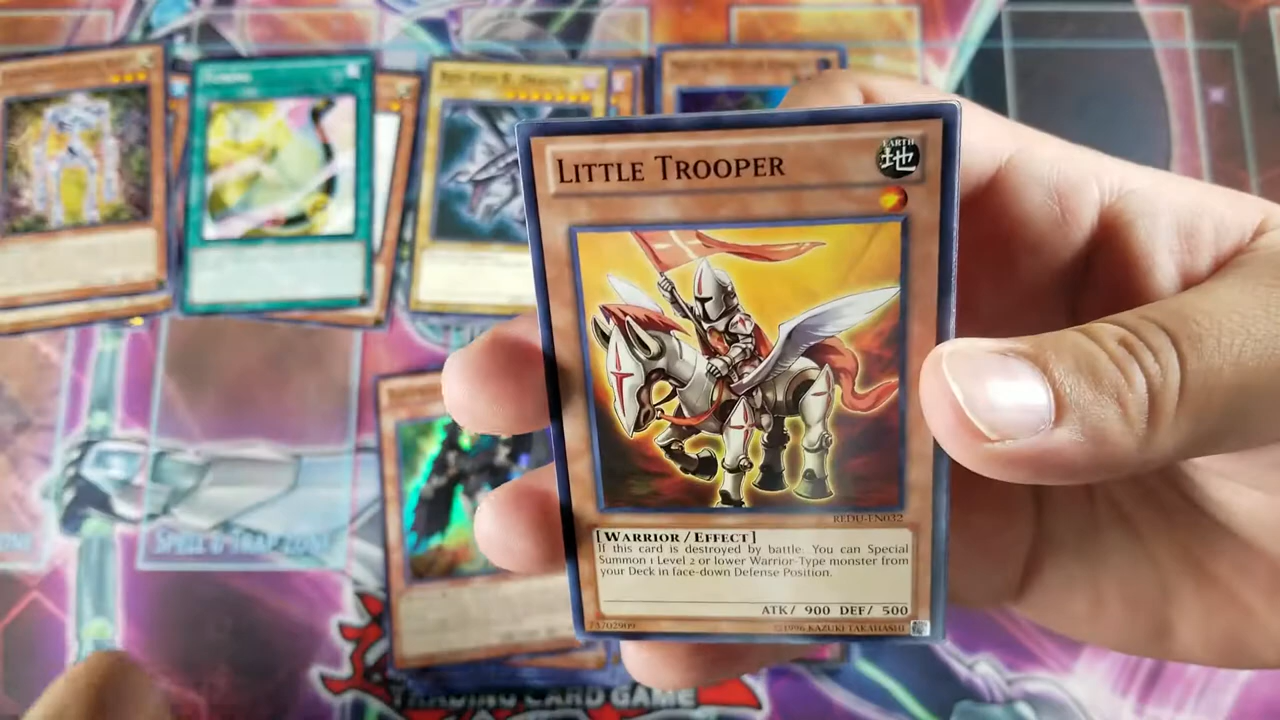 LITTLE TROOPER
EARTH
地
REDU-EN032
[WARRIOR/EFFECT]
If this card is destroyed by battle: You can Special
Summon 1 Level 2 or lower Warrior-Type monster from
your Deck in face-down Defense Position.
ATK/ 900 DEF/ 500
©1996 KAZUKI TAKAHASHI
SPELL & TRAP ZONE
TRADING CARD GAME